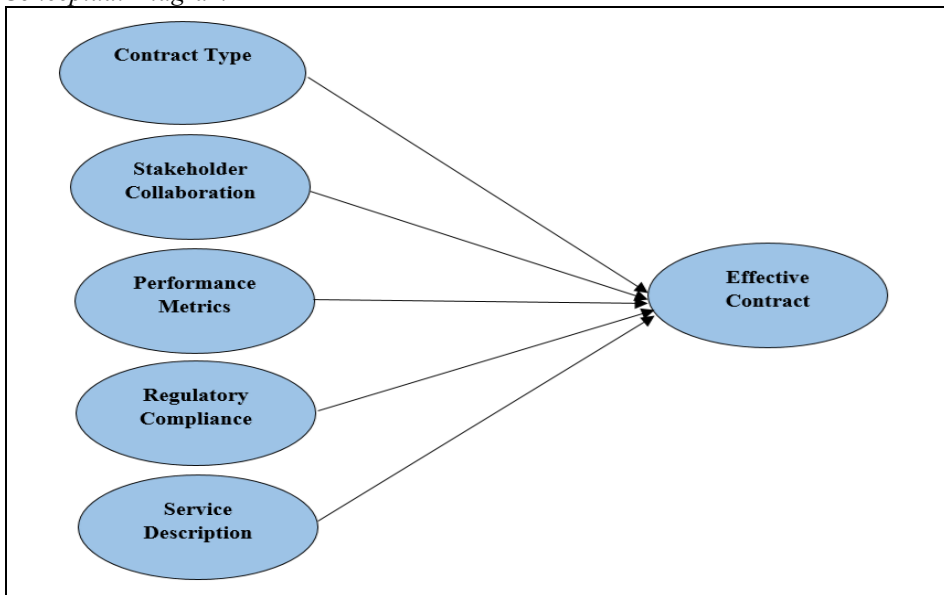 Conceptual Diagram
Contract Type
Stakeholder
Collaboration
Performance
Metrics
Regulatory
Compliance
Service
Description
Effective
Contract